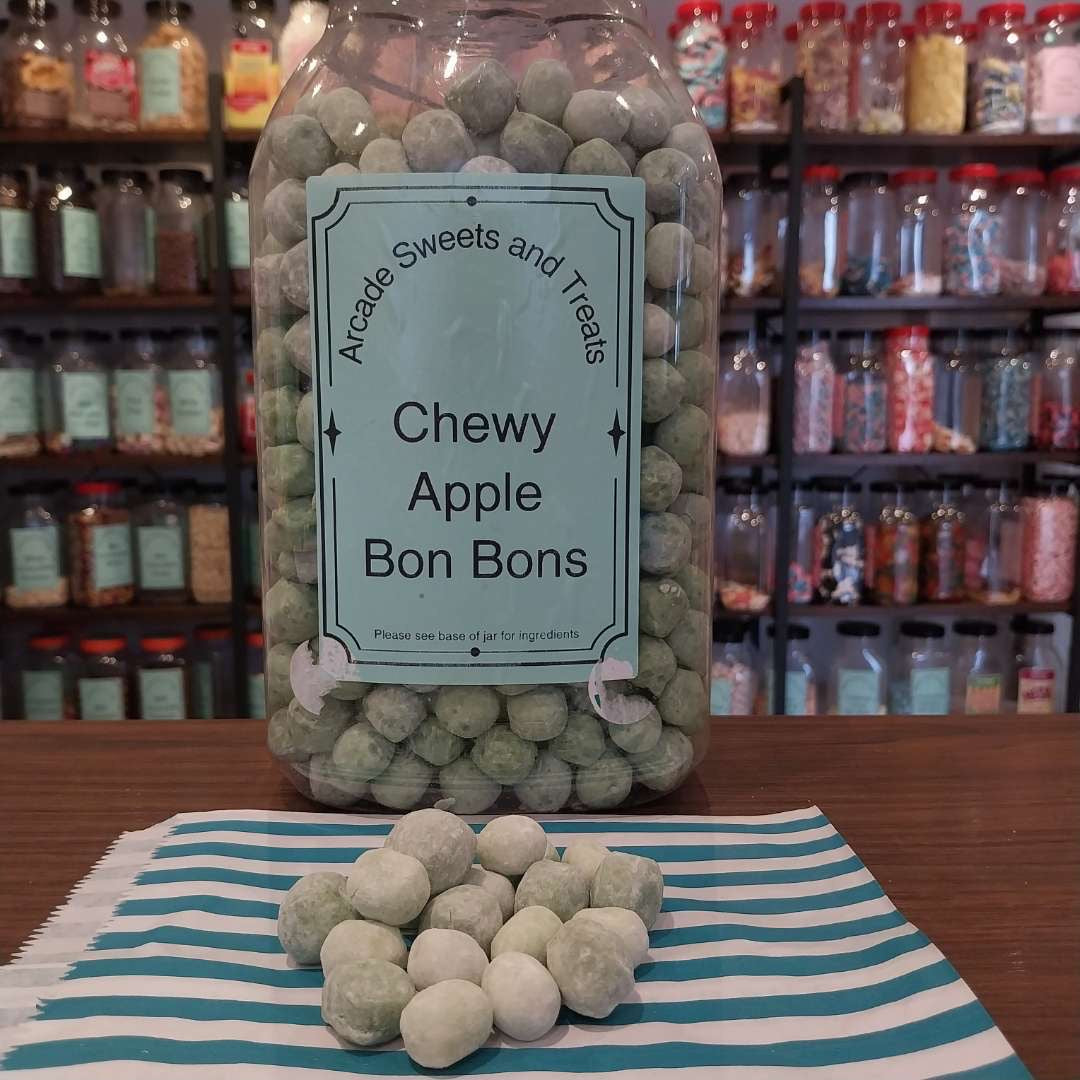 Arcade Sweets and Treats
Chewy
Apple
Bon Bons
Please see base of jar for ingredients